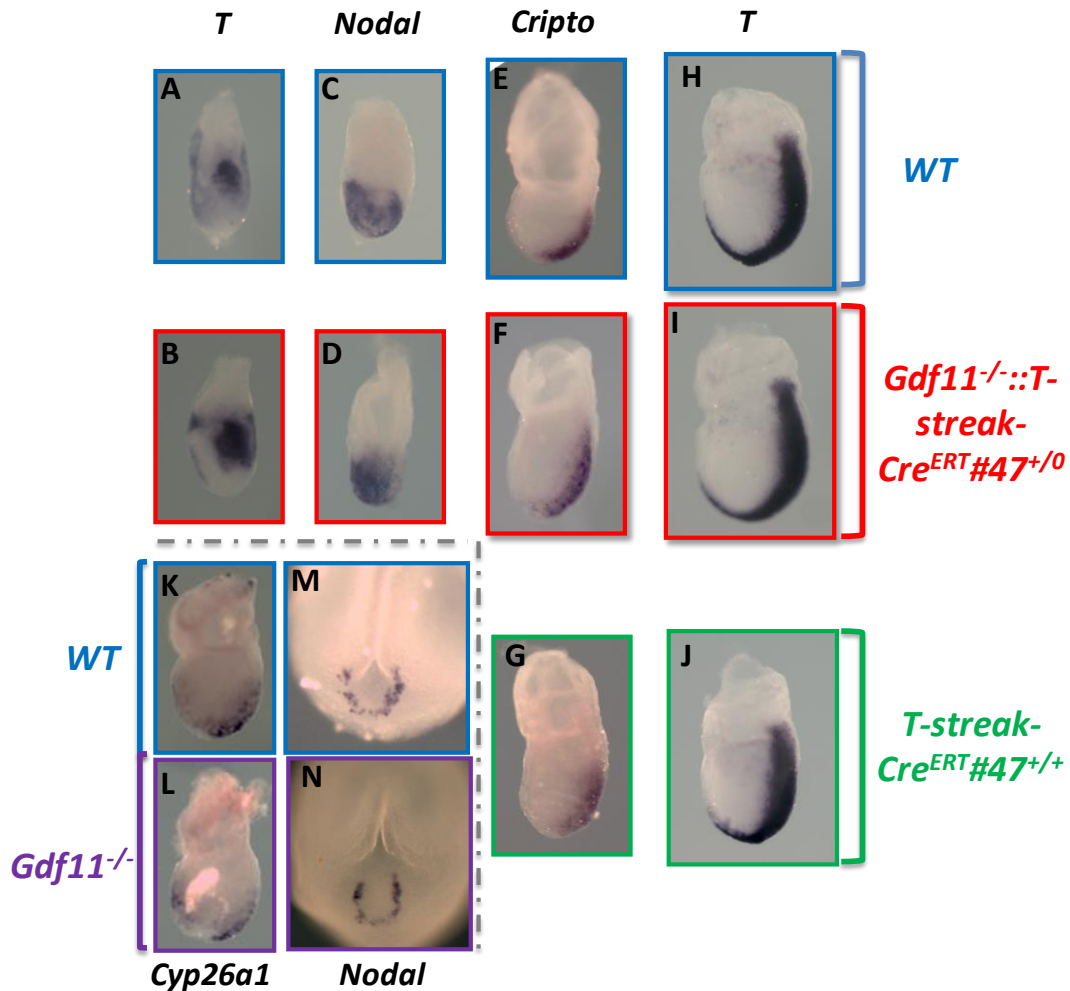 T Nodal Cripto T
A C E H
WT
B D F I
Gdf11-/-::T-
streak-
CreERT#47+/0
K M
WT
G J
T-streak-
CreERT#47+/+
L N
Gdf11-/-
Cyp26a1 Nodal